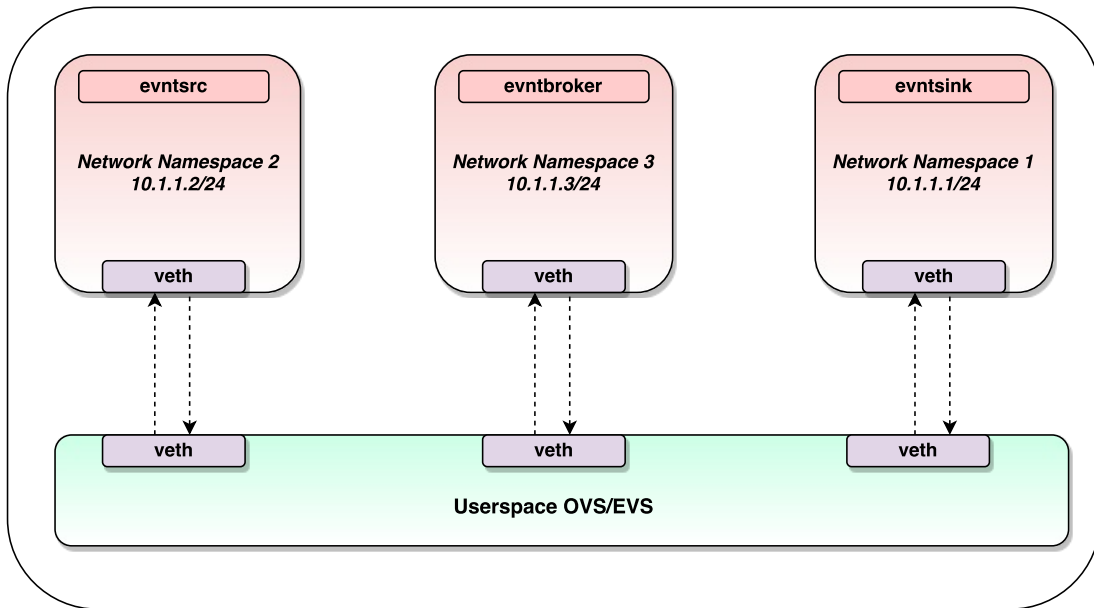 evntsrc
evntbroker
evntsink
Network Namespace 2
10.1.1.2/24
Network Namespace 3
10.1.1.3/24
Network Namespace 1
10.1.1.1/24
veth
veth
veth
veth
veth
veth
Userspace OVS/EVS